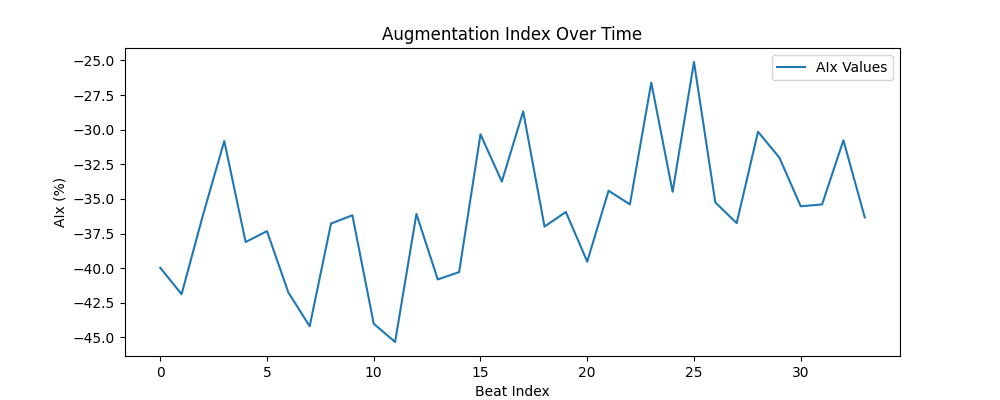 Augmentation Index Over Time
AIx Values
AIx (%)
−25.0
−27.5
−30.0
−32.5
−35.0
−37.5
−40.0
−42.5
−45.0
0 5 10 15 20 25 30
Beat Index